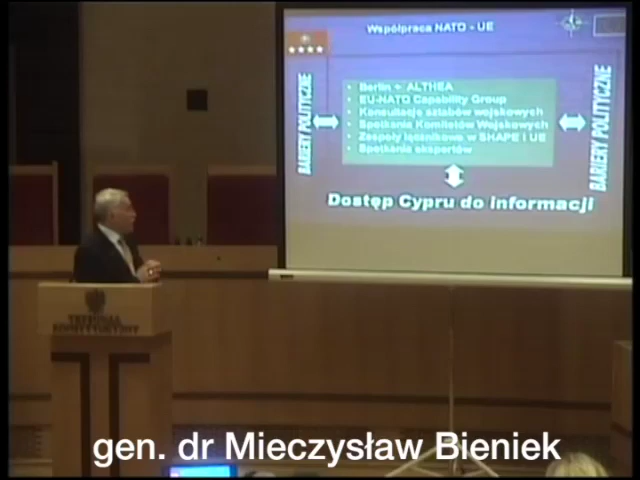 Współpraca NATO - UE
BARIERY POLITYCZNE
• Berlin + ALTHEA
• EU-NATO Capability Group
• Konsultacje sztabów wojskowych
• Spotkania Komitetów Wojskowych
• Zespoły łącznikowe w SHAPE i UE
• Spotkania ekspertów
BARIERY POLITYCZNE
Dostęp Cypru do informacji
TRYBUNAŁ
KONSTYTUCYJNY
gen. dr Mieczysław Bieniek